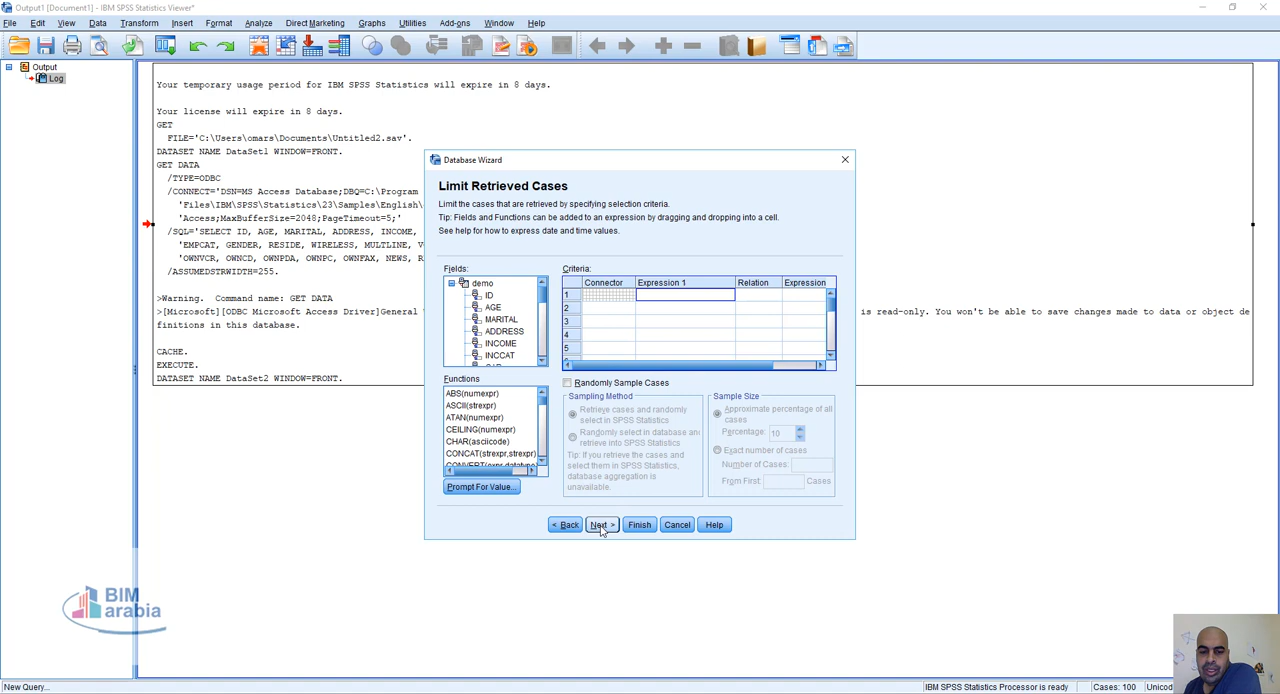 Output1 [Document1] - IBM SPSS Statistics Viewer*
File Edit View Data Transform Insert Format Analyze Direct Marketing Graphs Utilities Add-ons Window Help
Output
Log
Your temporary usage period for IBM SPSS Statistics will expire in 8 days.
Your license will expire in 8 days.
GET
FILE='C:\Users\omars\Documents\Untitled2.sav'.
DATASET NAME DataSet1 WINDOW=FRONT.
GET DATA
/TYPE=ODBC
/CONNECT='DSN=MS Access Database;DBQ=C:\Program
'Files\IBM\SPSS\Statistics\23\Samples\English\
'Access;MaxBufferSize=2048;PageTimeout=5;'
/SQL='SELECT ID, AGE, MARITAL, ADDRESS, INCOME,
'EMPCAT, GENDER, RESIDE, WIRELESS, MULTLINE, V
'OWNVCR, OWNCD, OWNPDA, OWNPC, OWNFAX, NEWS, R
/ASSUMEDSTRWIDTH=255.
>Warning. Command name: GET DATA
>[Microsoft][ODBC Microsoft Access Driver]General is read-only. You won't be able to save changes made to data or object de
finitions in this database.
CACHE.
EXECUTE.
DATASET NAME DataSet2 WINDOW=FRONT.
Database Wizard
Limit Retrieved Cases
Limit the cases that are retrieved by specifying selection criteria.
Tip: Fields and Functions can be added to an expression by dragging and dropping into a cell.
See help for how to express date and time values.
Fields:
demo
ID
AGE
MARITAL
ADDRESS
INCOME
INCCAT
Criteria:
Connector Expression 1 Relation Expression
1
2
3
4
5
Functions
ABS(numexpr)
ASCII(strexpr)
ATAN(numexpr)
CEILING(numexpr)
CHAR(asciicode)
CONCAT(strexpr,strexpr)
CONVERT(expr,datatype
Prompt For Value...
Randomly Sample Cases
Sampling Method
Retrieve cases and randomly
select in SPSS Statistics
Randomly select in database and
retrieve into SPSS Statistics
Tip: If you retrieve the cases and
select them in SPSS Statistics,
database aggregation is
unavailable.
Sample Size
Approximate percentage of all
cases
Percentage: 10
Exact number of cases
Number of Cases:
From First: Cases
< Back Next > Finish Cancel Help
BIM
arabia
New Query... IBM SPSS Statistics Processor is ready Cases: 100 Unicod